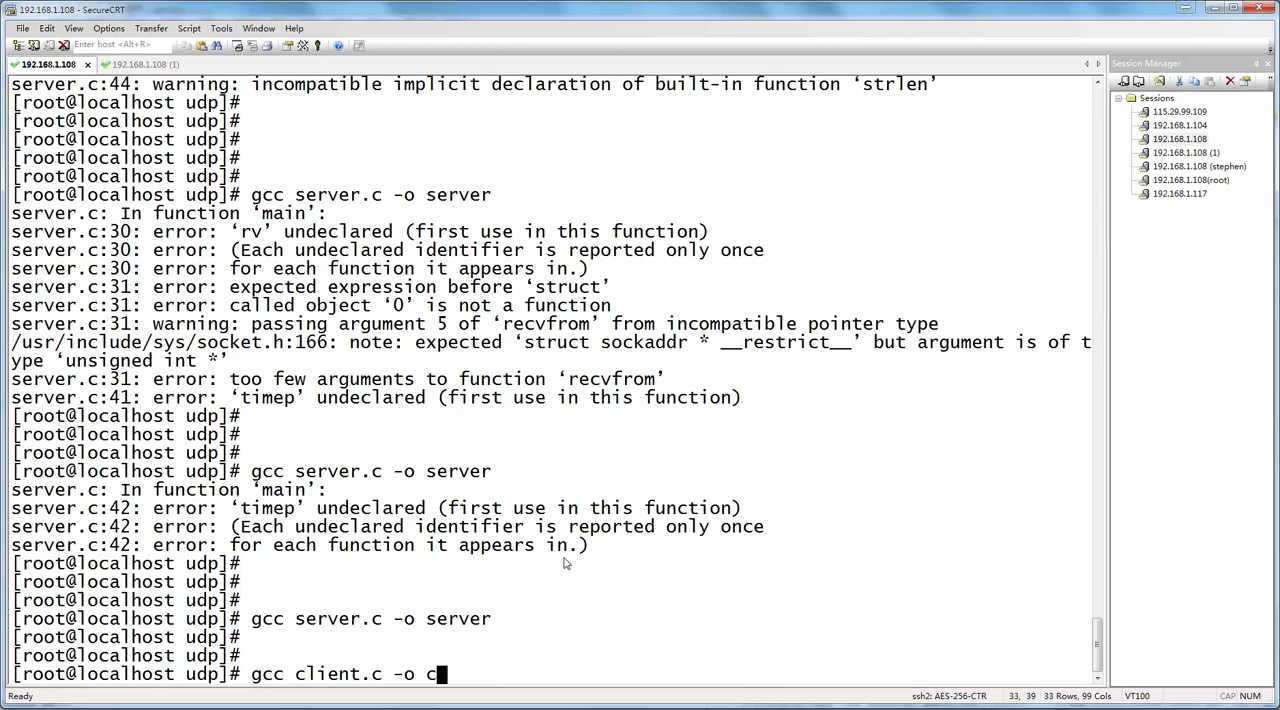 192.168.1.108 - SecureCRT
File Edit View Options Transfer Script Tools Window Help
Enter host <Alt+R>
192.168.1.108 192.168.1.108 (1)
server.c:44: warning: incompatible implicit declaration of built-in function ‘strlen’
[root@localhost udp]#
[root@localhost udp]#
[root@localhost udp]#
[root@localhost udp]#
[root@localhost udp]#
[root@localhost udp]# gcc server.c -o server
server.c: In function ‘main’:
server.c:30: error: ‘rv’ undeclared (first use in this function)
server.c:30: error: (Each undeclared identifier is reported only once
server.c:30: error: for each function it appears in.)
server.c:31: error: expected expression before ‘struct’
server.c:31: error: called object ‘0’ is not a function
server.c:31: warning: passing argument 5 of ‘recvfrom’ from incompatible pointer type
/usr/include/sys/socket.h:166: note: expected ‘struct sockaddr * __restrict__’ but argument is of t
ype ‘unsigned int *’
server.c:31: error: too few arguments to function ‘recvfrom’
server.c:41: error: ‘timep’ undeclared (first use in this function)
[root@localhost udp]#
[root@localhost udp]#
[root@localhost udp]#
[root@localhost udp]# gcc server.c -o server
server.c: In function ‘main’:
server.c:42: error: ‘timep’ undeclared (first use in this function)
server.c:42: error: (Each undeclared identifier is reported only once
server.c:42: error: for each function it appears in.)
[root@localhost udp]#
[root@localhost udp]#
[root@localhost udp]#
[root@localhost udp]# gcc server.c -o server
[root@localhost udp]#
[root@localhost udp]#
[root@localhost udp]# gcc client.c -o c
Session Manager
Sessions
115.29.99.109
192.168.1.104
192.168.1.108
192.168.1.108 (1)
192.168.1.108 (stephen)
192.168.1.108(root)
192.168.1.117
Ready ssh2: AES-256-CTR 33, 39 33 Rows, 99 Cols VT100 CAP NUM